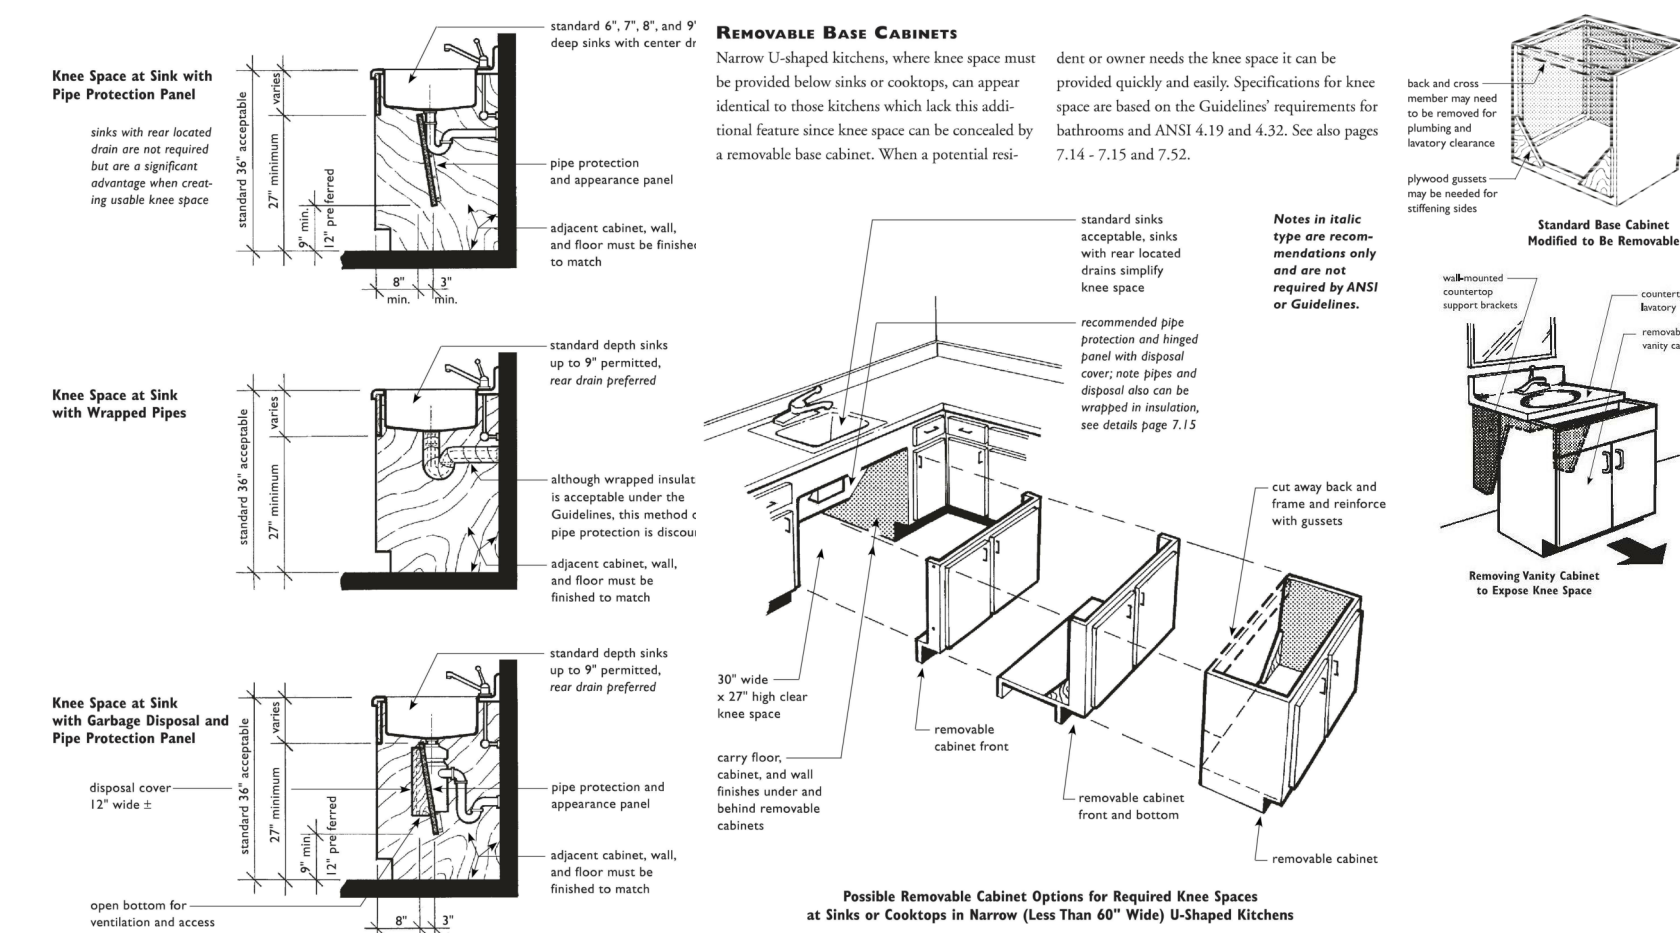 Knee Space at Sink with
Pipe Protection Panel
sinks with rear located
drain are not required
but are a significant
advantage when creat-
ing usable knee space
standard 36" acceptable
varies
27" minimum
9" min.
12" preferred
8"
min.
3"
min.
standard 6", 7", 8", and 9"
deep sinks with center dr
pipe protection
and appearance panel
adjacent cabinet, wall,
and floor must be finishe
to match
Knee Space at Sink
with Wrapped Pipes
standard 36" acceptable
varies
27" minimum
standard depth sinks
up to 9" permitted,
rear drain preferred
although wrapped insulat
is acceptable under the
Guidelines, this method
pipe protection is discou
adjacent cabinet, wall,
and floor must be
finished to match
Knee Space at Sink
with Garbage Disposal and
Pipe Protection Panel
disposal cover
12" wide ±
open bottom for
ventilation and access
standard 36" acceptable
varies
27" minimum
9" min.
12" preferred
8"
3"
standard depth sinks
up to 9" permitted,
rear drain preferred
pipe protection and
appearance panel
adjacent cabinet, wall,
and floor must be
finished to match
REMOVABLE BASE CABINETS
Narrow U-shaped kitchens, where knee space must
be provided below sinks or cooktops, can appear
identical to those kitchens which lack this addi-
tional feature since knee space can be concealed by
a removable base cabinet. When a potential resi-
dent or owner needs the knee space it can be
provided quickly and easily. Specifications for knee
space are based on the Guidelines' requirements for
bathrooms and ANSI 4.19 and 4.32. See also pages
7.14 - 7.15 and 7.52.
standard sinks
acceptable, sinks
with rear located
drains simplify
knee space
Notes in italic
type are recom-
mendations only
and are not
required by ANSI
or Guidelines.
recommended pipe
protection and hinged
panel with disposal
cover; note pipes and
disposal also can be
wrapped in insulation,
see details page 7.15
cut away back and
frame and reinforce
with gussets
30" wide
x 27" high clear
knee space
carry floor,
cabinet, and wall
finishes under and
behind removable
cabinets
removable
cabinet front
removable cabinet
front and bottom
removable cabinet
Possible Removable Cabinet Options for Required Knee Spaces
at Sinks or Cooktops in Narrow (Less Than 60" Wide) U-Shaped Kitchens
back and cross
member may need
to be removed for
plumbing and
lavatory clearance
plywood gussets
may be needed for
stiffening sides
Standard Base Cabinet
Modified to Be Removable
wall-mounted
countertop
support brackets
countert
lavatory
removab
vanity ca
Removing Vanity Cabinet
to Expose Knee Space